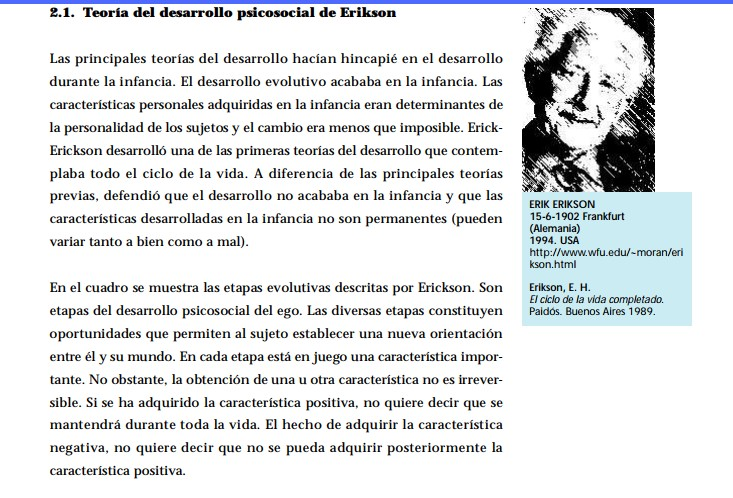 2.1. Teoría del desarrollo psicosocial de Erikson
Las principales teorías del desarrollo hacían hincapié en el desarrollo
durante la infancia. El desarrollo evolutivo acababa en la infancia. Las
características personales adquiridas en la infancia eran determinantes de
la personalidad de los sujetos y el cambio era menos que imposible. Erick-
Erickson desarrolló una de las primeras teorías del desarrollo que contem-
plaba todo el ciclo de la vida. A diferencia de las principales teorías
previas, defendió que el desarrollo no acababa en la infancia y que las
características desarrolladas en la infancia no son permanentes (pueden
variar tanto a bien como a mal).
En el cuadro se muestra las etapas evolutivas descritas por Erickson. Son
etapas del desarrollo psicosocial del ego. Las diversas etapas constituyen
oportunidades que permiten al sujeto establecer una nueva orientación
entre él y su mundo. En cada etapa está en juego una característica impor-
tante. No obstante, la obtención de una u otra característica no es irrever-
sible. Si se ha adquirido la característica positiva, no quiere decir que se
mantendrá durante toda la vida. El hecho de adquirir la característica
negativa, no quiere decir que no se pueda adquirir posteriormente la
característica positiva.
ERIK ERIKSON
15-6-1902 Frankfurt
(Alemania)
1994. USA
http://www.wfu.edu/~moran/eri
kson.html
Erikson, E. H.
El ciclo de la vida completado.
Paidós. Buenos Aires 1989.